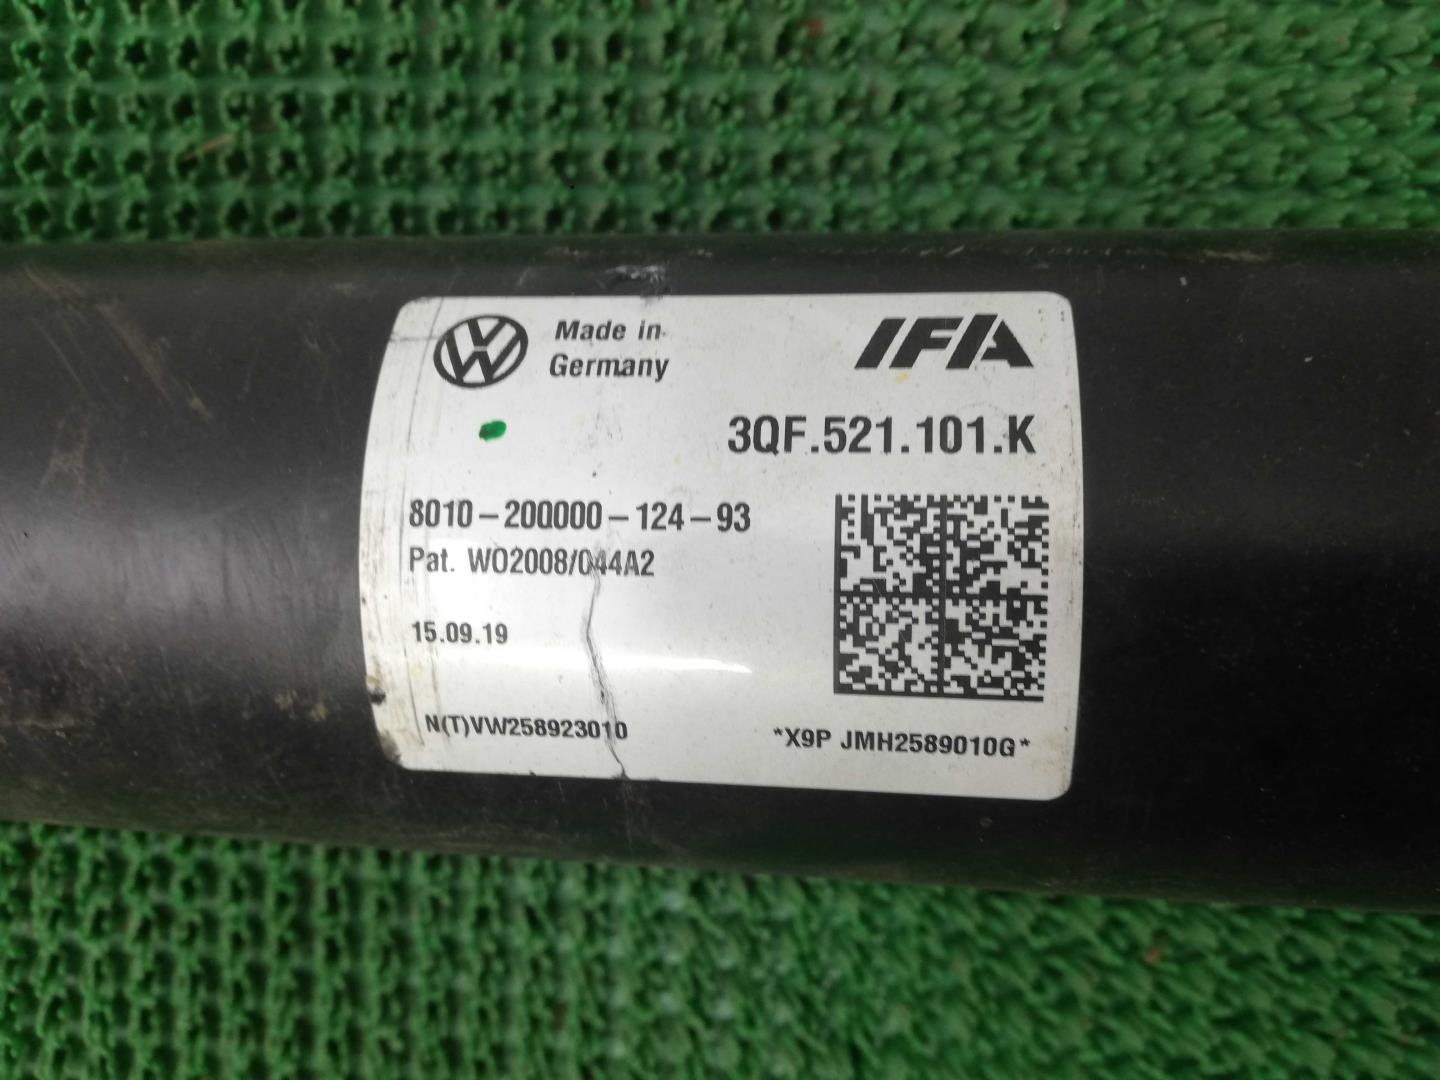 VW Made in
Germany
IFA
3QF.521.101.K
8010-200000-124-93
Pat. WO2008/044A2
15.09.19
N(T)VW258923010
*X9P JMH2589010G*